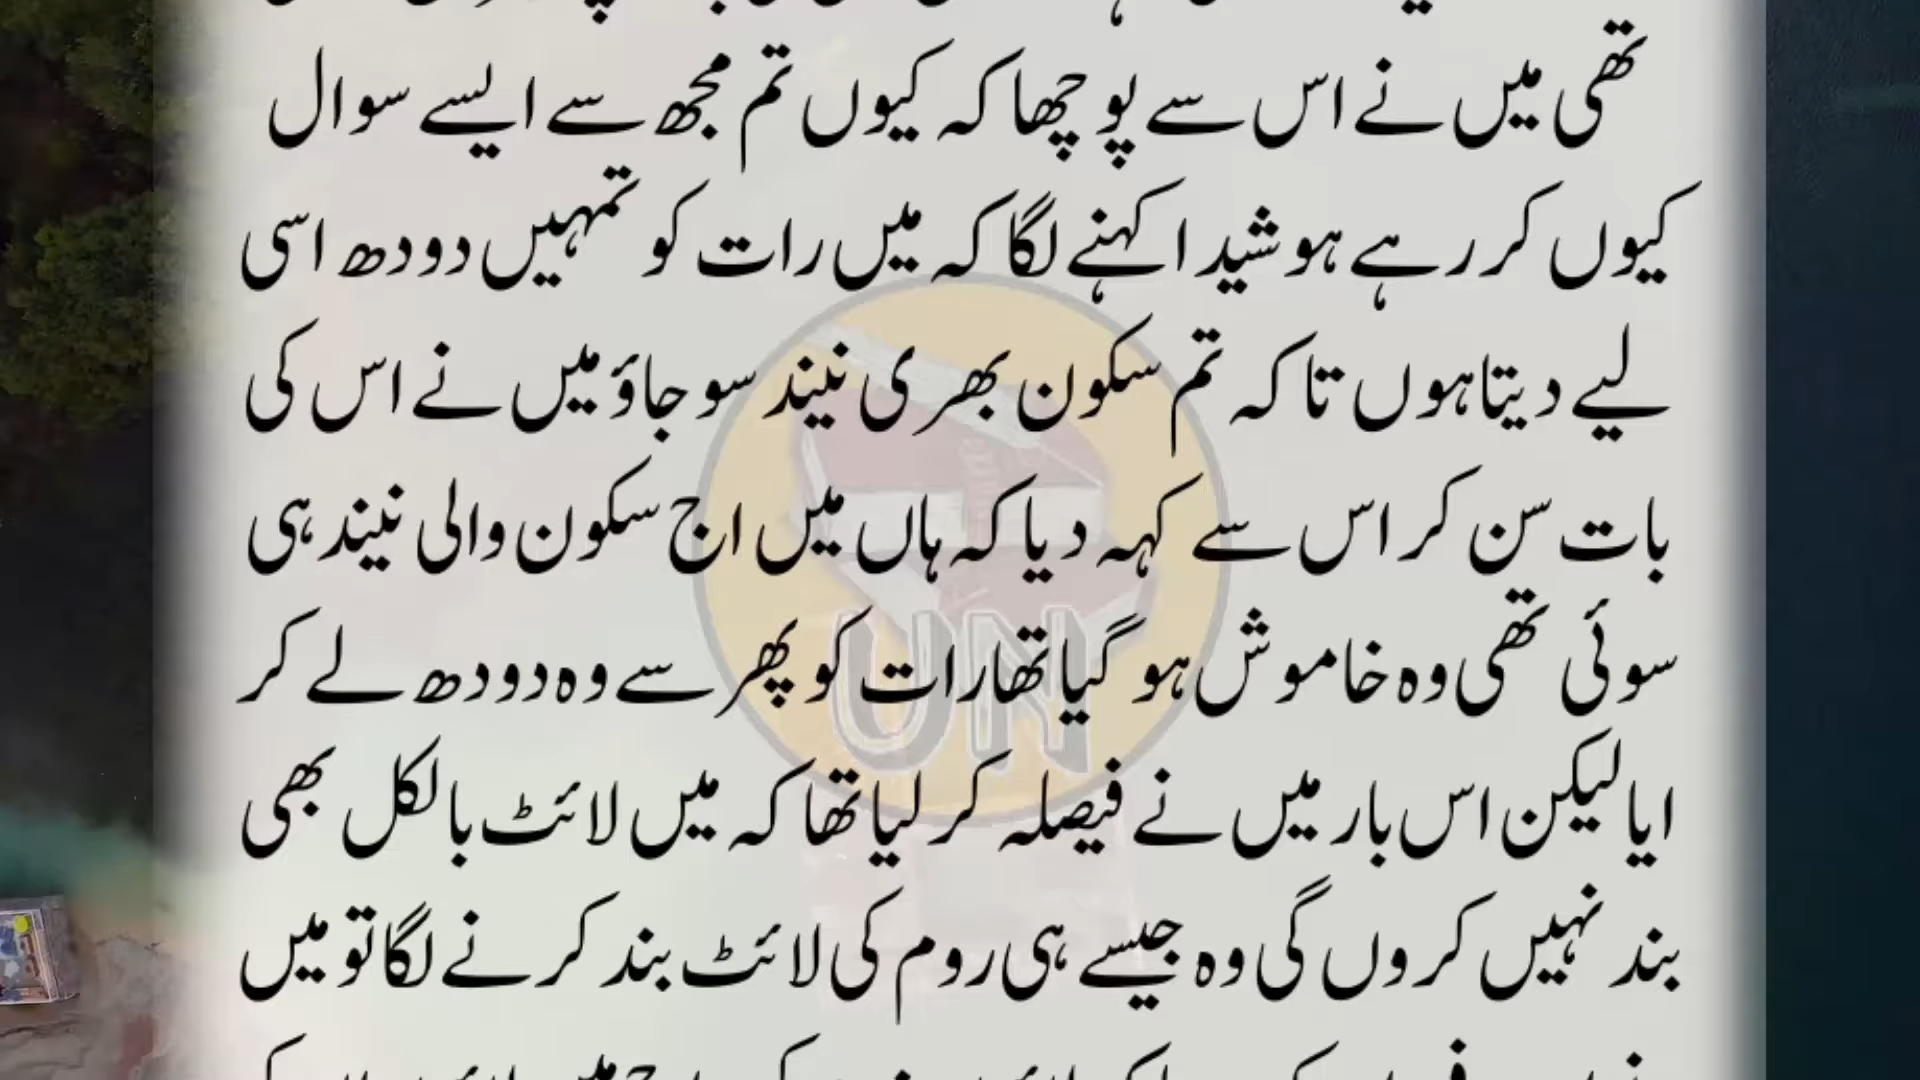 تھی میں نے اس سے پوچھا کہ کیوں تم مجھ سے ایسے سوال
کیوں کر رہے ہو شیدا کہنے لگا کہ میں رات کو تمہیں دودھ اسی
لیے دیتا ہوں تاکہ تم سکون بھری نیند سو جاؤ میں نے اس کی
بات سن کر اس سے کہہ دیا کہ ہاں میں اج سکون والی نیند ہی
سوئی تھی وہ خاموش ہو گیا تھا رات کو پھر سے وہ دودھ لے کر
ایا لیکن اس بار میں نے فیصلہ کر لیا تھا کہ میں لائٹ بالکل بھی
بند نہیں کروں گی وہ جیسے ہی روم کی لائٹ بند کرنے لگا تو میں
UN